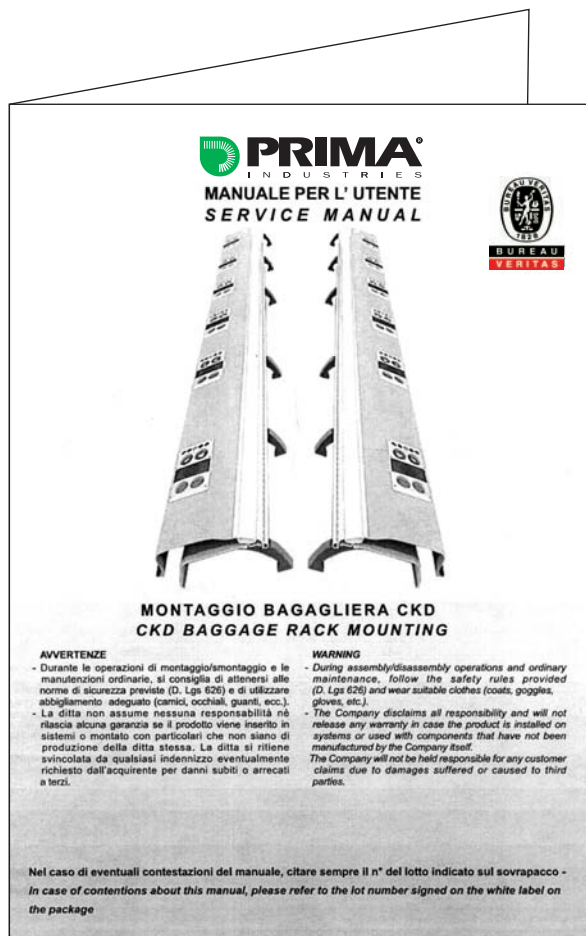 PRIMA®
INDUSTRIES
MANUALE PER L' UTENTE
SERVICE MANUAL
BUREAU VERITAS
1828
BUREAU
VERITAS
MONTAGGIO BAGAGLIERA CKD
CKD BAGGAGE RACK MOUNTING
AVVERTENZE
- Durante le operazioni di montaggio/smontaggio e le
manutenzioni ordinarie, si consiglia di attenersi alle
norme di sicurezza previste (D. Lgs 626) e di utilizzare
abbigliamento adeguato (camici, occhiali, guanti, ecc.).
- La ditta non assume nessuna responsabilità nè
rilascia alcuna garanzia se il prodotto viene inserito in
sistemi o montato con particolari che non siano di
produzione della ditta stessa. La ditta si ritiene
svincolata da qualsiasi indennizzo eventualmente
richiesto dall'acquirente per danni subiti o arrecati
a terzi.
WARNING
- During assembly/disassembly operations and ordinary
maintenance, follow the safety rules provided
(D. Lgs 626) and wear suitable clothes (coats, goggles,
gloves, etc.).
- The Company disclaims all responsibility and will not
release any warranty in case the product is installed on
systems or used with components that have not been
manufactured by the Company itself.
The Company will not be held responsible for any customer
claims due to damages suffered or caused to third
parties.
Nel caso di eventuali contestazioni del manuale, citare sempre il n° del lotto indicato sul sovrapacco -
In case of contentions about this manual, please refer to the lot number signed on the white label on
the package